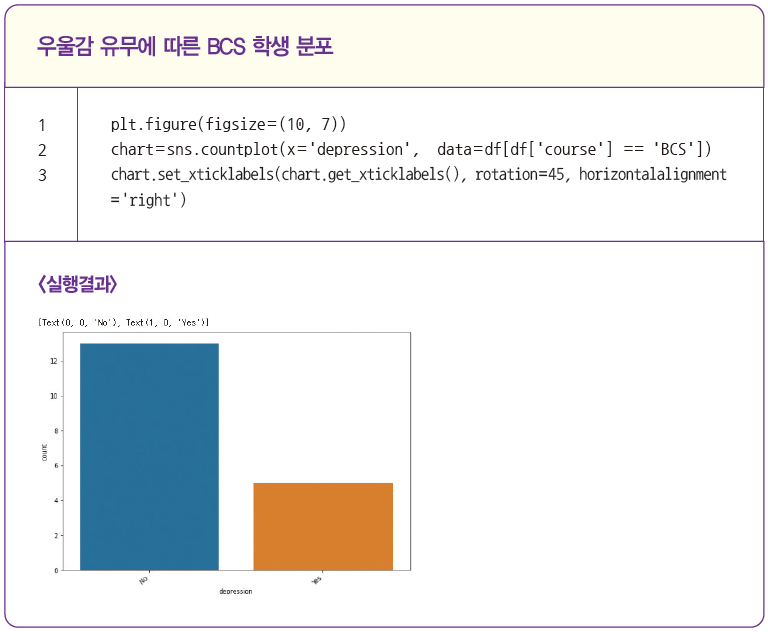 우울감 유무에 따른 BCS 학생 분포
1 plt.figure(figsize=(10, 7))
2 chart=sns.countplot(x='depression', data=df[df['course'] == 'BCS'])
3 chart.set_xticklabels(chart.get_xticklabels(), rotation=45, horizontalalignment
='right')
〈실행결과〉
[Text(0, 0, 'No'), Text(1, 0, 'Yes')]
12
10
8
6
4
2
0
count
No
Yes
depression